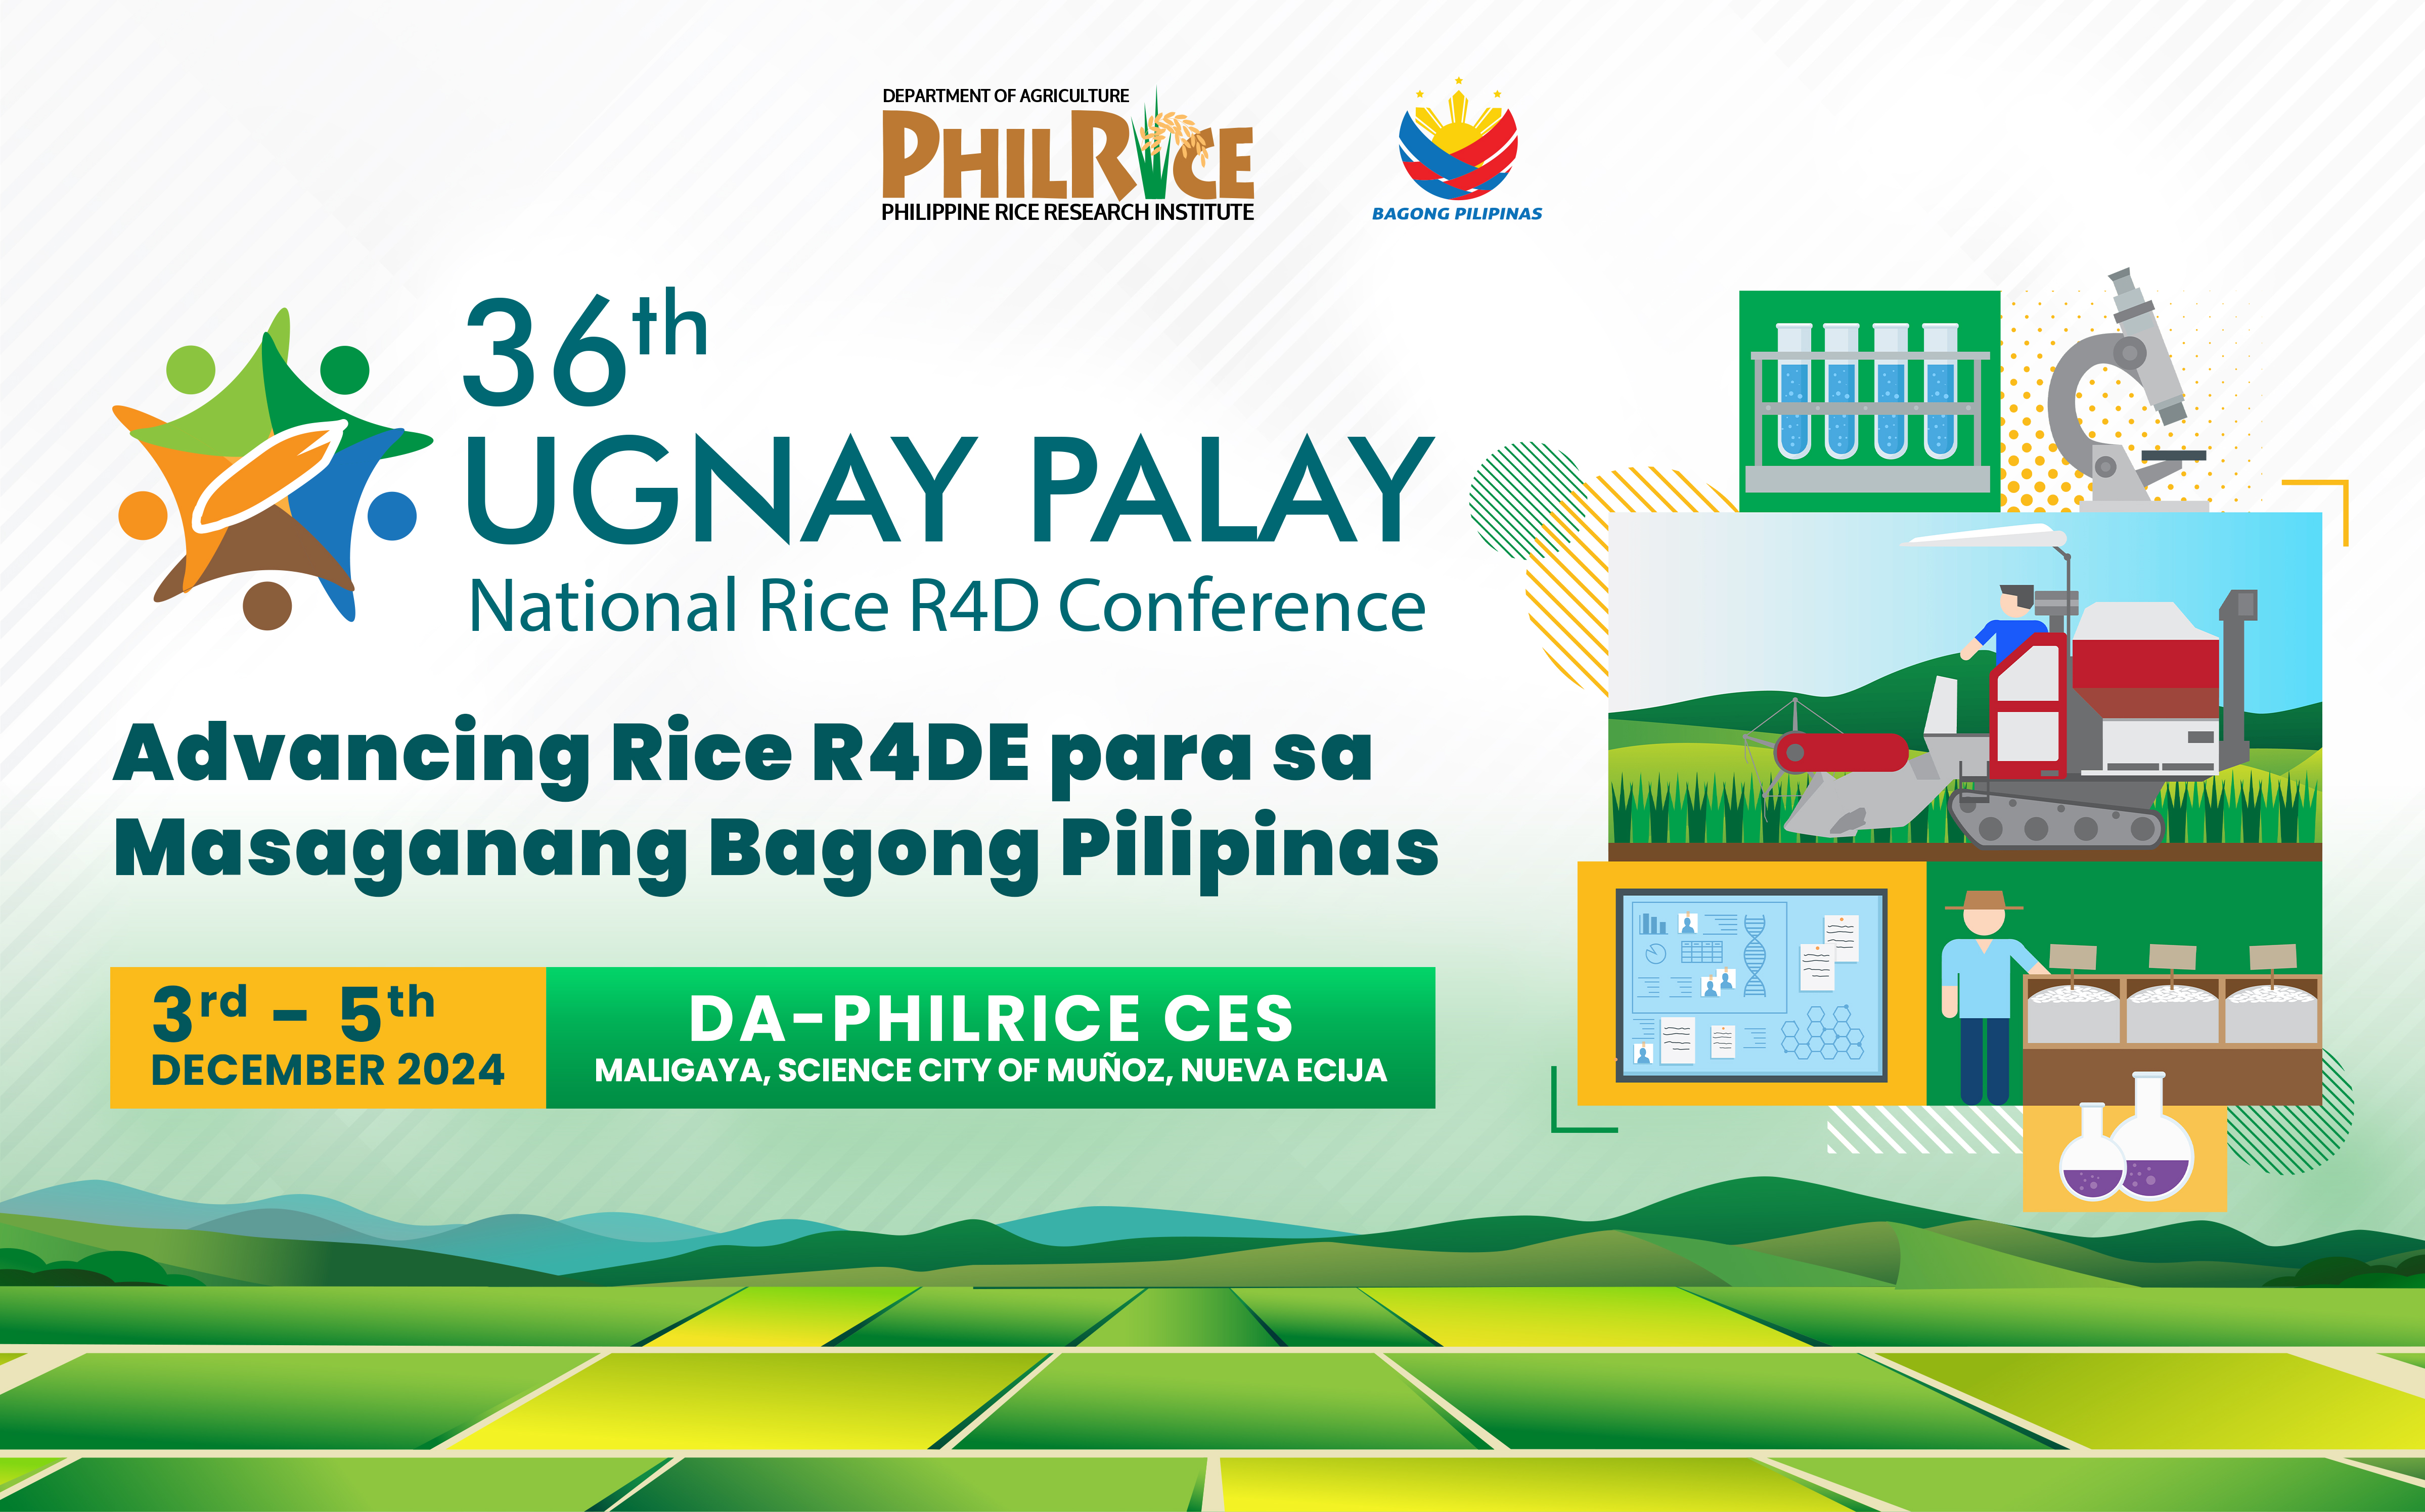 DEPARTMENT OF AGRICULTURE
PHILRICE
PHILIPPINE RICE RESEARCH INSTITUTE
BAGONG PILIPINAS
36th
UGNAY PALAY
National Rice R4D Conference
Advancing Rice R4DE para sa
Masaganang Bagong Pilipinas
3rd - 5th
DECEMBER 2024
DA-PHILRICE CES
MALIGAYA, SCIENCE CITY OF MUÑOZ, NUEVA ECIJA